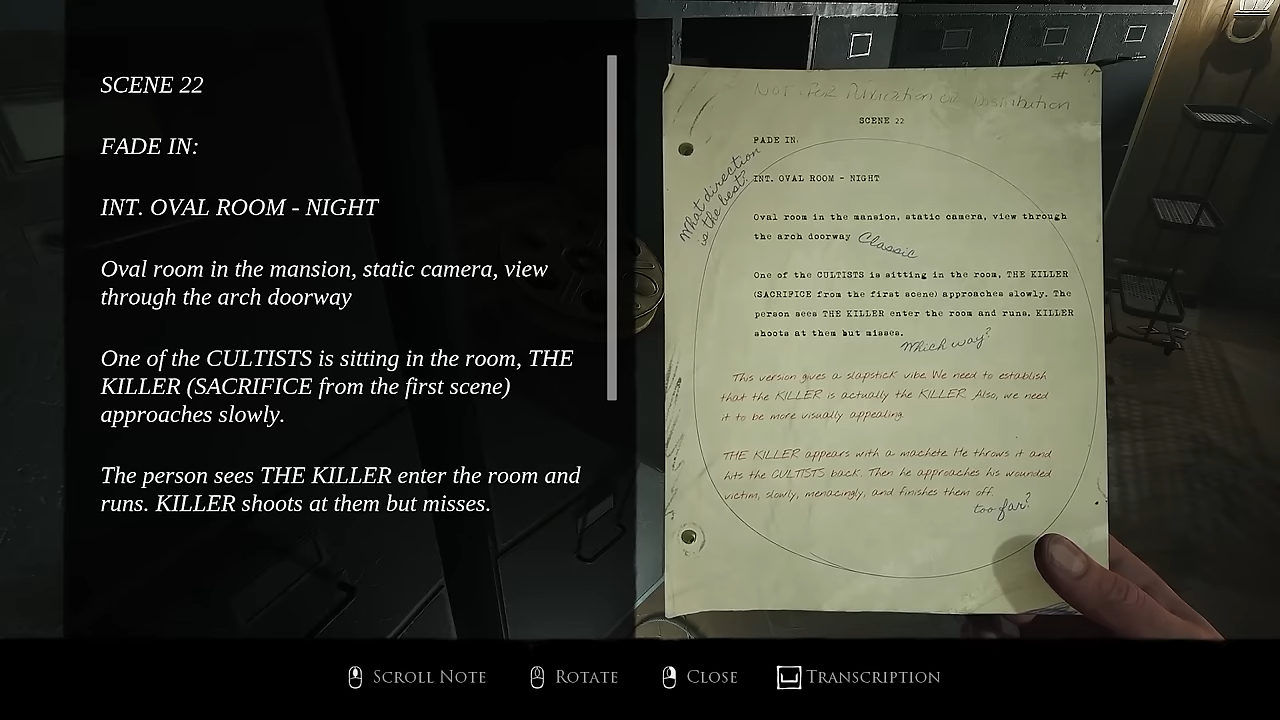 SCENE 22
FADE IN:
INT. OVAL ROOM - NIGHT
Oval room in the mansion, static camera, view
through the arch doorway
One of the CULTISTS is sitting in the room, THE
KILLER (SACRIFICE from the first scene)
approaches slowly.
The person sees THE KILLER enter the room and
runs. KILLER shoots at them but misses.
Not for Publication or Distribution
SCENE 22
FADE IN:
What direction
is the best?
INT. OVAL ROOM - NIGHT
Oval room in the mansion, static camera, view through
the arch doorway Classic
One of the CULTISTS is sitting in the room, THE KILLER
(SACRIFICE from the first scene) approaches slowly. The
person sees THE KILLER enter the room and runs. KILLER
shoots at them but misses.
Which way?
This version gives a slapstick vibe. We need to establish
that the KILLER is actually the KILLER. Also, we need
it to be more visually appealing.
THE KILLER appears with a machete. He throws it and
hits the CULTISTS back. Then he approaches his wounded
victim, slowly, menacingly, and finishes them off.
too far?
SCROLL NOTE ROTATE CLOSE TRANSCRIPTION